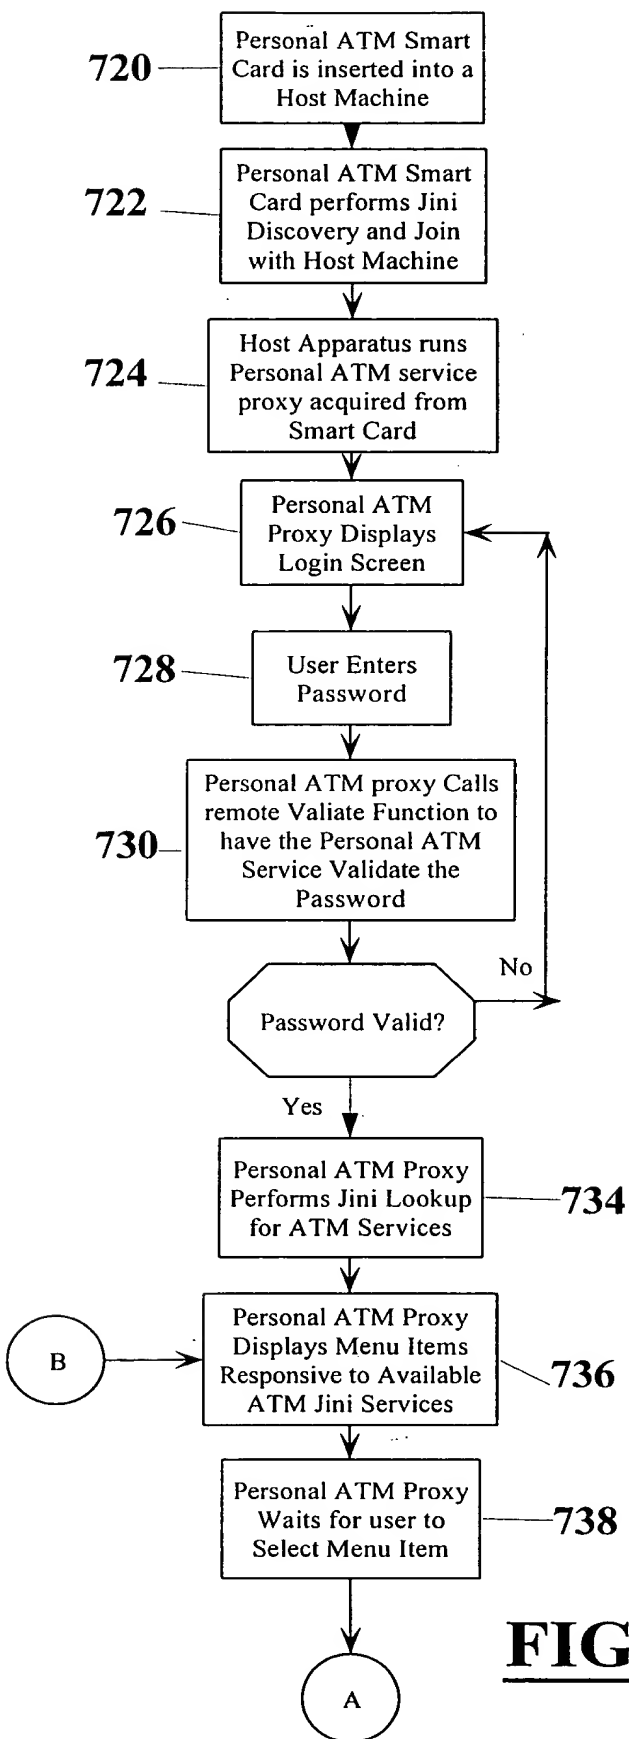 720
Personal ATM Smart
Card is inserted into a
Host Machine
722
Personal ATM Smart
Card performs Jini
Discovery and Join
with Host Machine
724
Host Apparatus runs
Personal ATM service
proxy acquired from
Smart Card
726
Personal ATM
Proxy Displays
Login Screen
728
User Enters
Password
730
Personal ATM proxy Calls
remote Valiate Function to
have the Personal ATM
Service Validate the
Password
No
Password Valid?
Yes
Personal ATM Proxy
Performs Jini Lookup
for ATM Services
734
B
Personal ATM Proxy
Displays Menu Items
Responsive to Available
ATM Jini Services
736
Personal ATM Proxy
Waits for user to
Select Menu Item
738
FIG
A